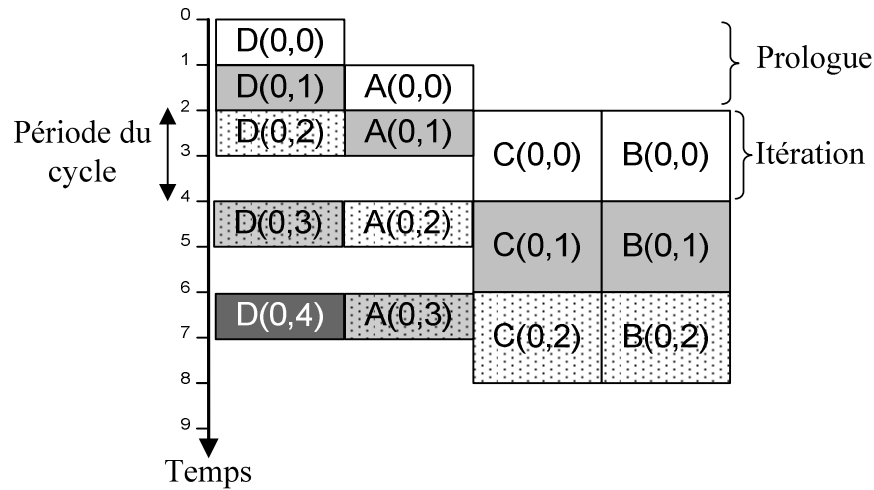 0
D(0,0)
Prologue
1
D(0,1) A(0,0)
2
Période du
cycle
D(0,2) A(0,1)
C(0,0) B(0,0)
Itération
3
4
D(0,3) A(0,2)
C(0,1) B(0,1)
5
6
D(0,4) A(0,3)
C(0,2) B(0,2)
7
8
9
Temps